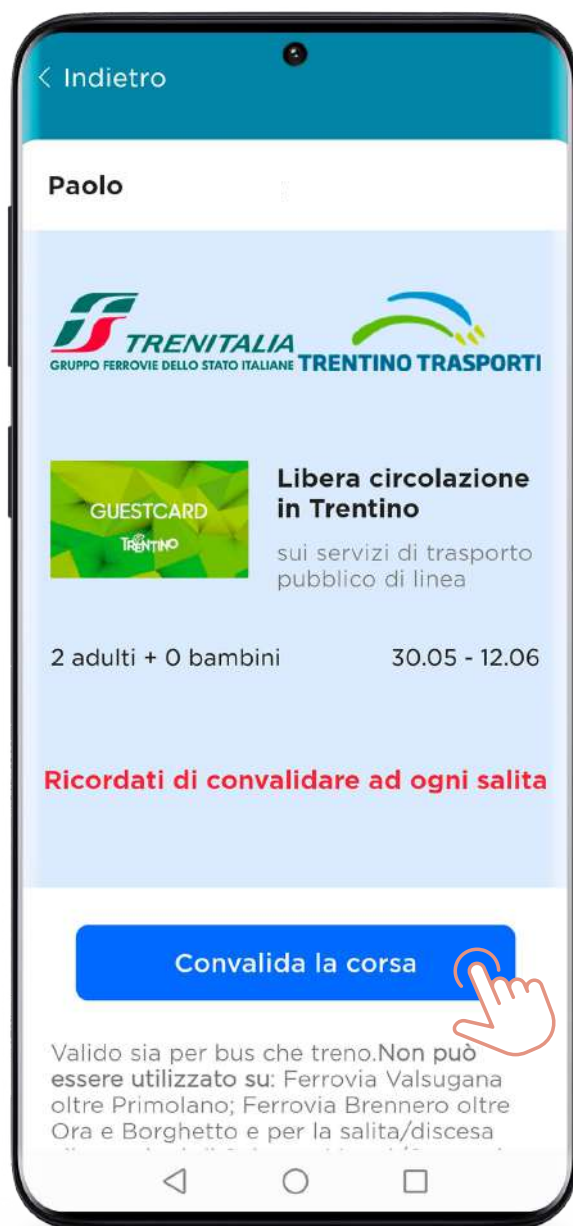 < Indietro
Paolo
TRENITALIA
GRUPPO FERROVIE DELLO STATO ITALIANE
TRENTINO TRASPORTI
GUESTCARD
TRENTINO
Libera circolazione
in Trentino
sui servizi di trasporto
pubblico di linea
2 adulti + 0 bambini 30.05 - 12.06
Ricordati di convalidare ad ogni salita
Convalida la corsa
Valido sia per bus che treno.Non può
essere utilizzato su: Ferrovia Valsugana
oltre Primolano; Ferrovia Brennero oltre
Ora e Borghetto e per la salita/discesa